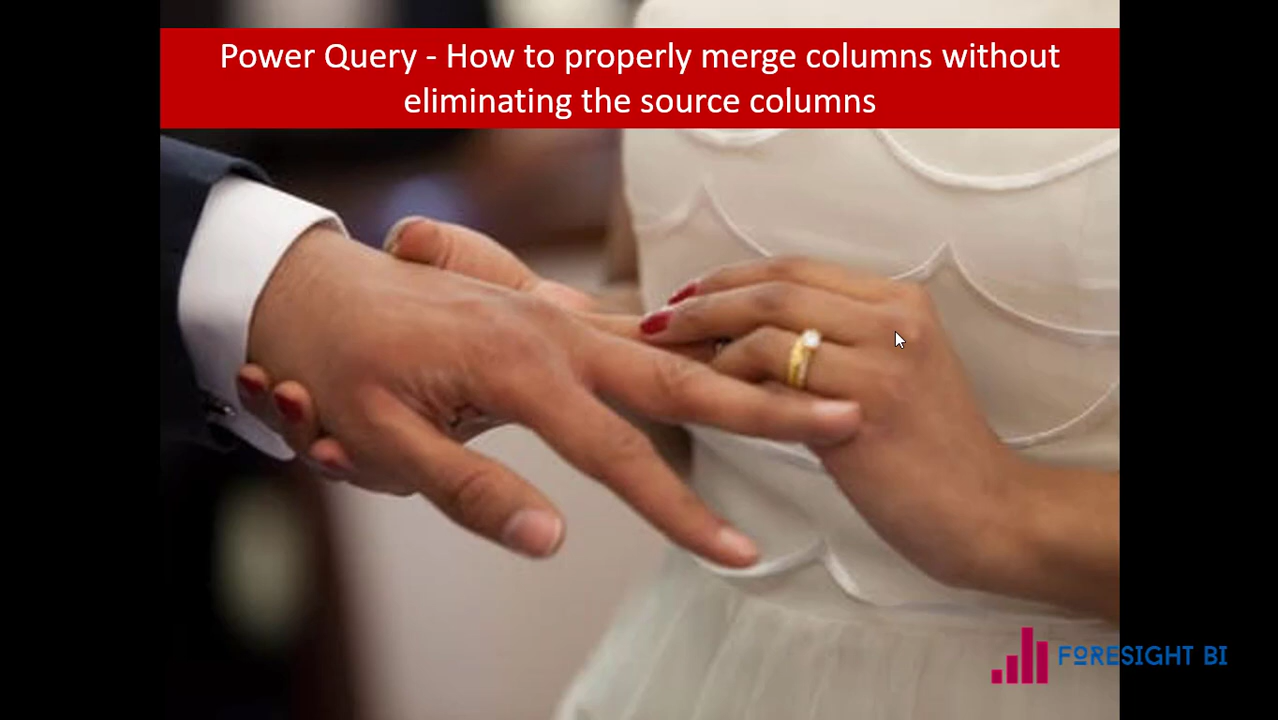 Power Query - How to properly merge columns without
eliminating the source columns
FORESIGHT BI